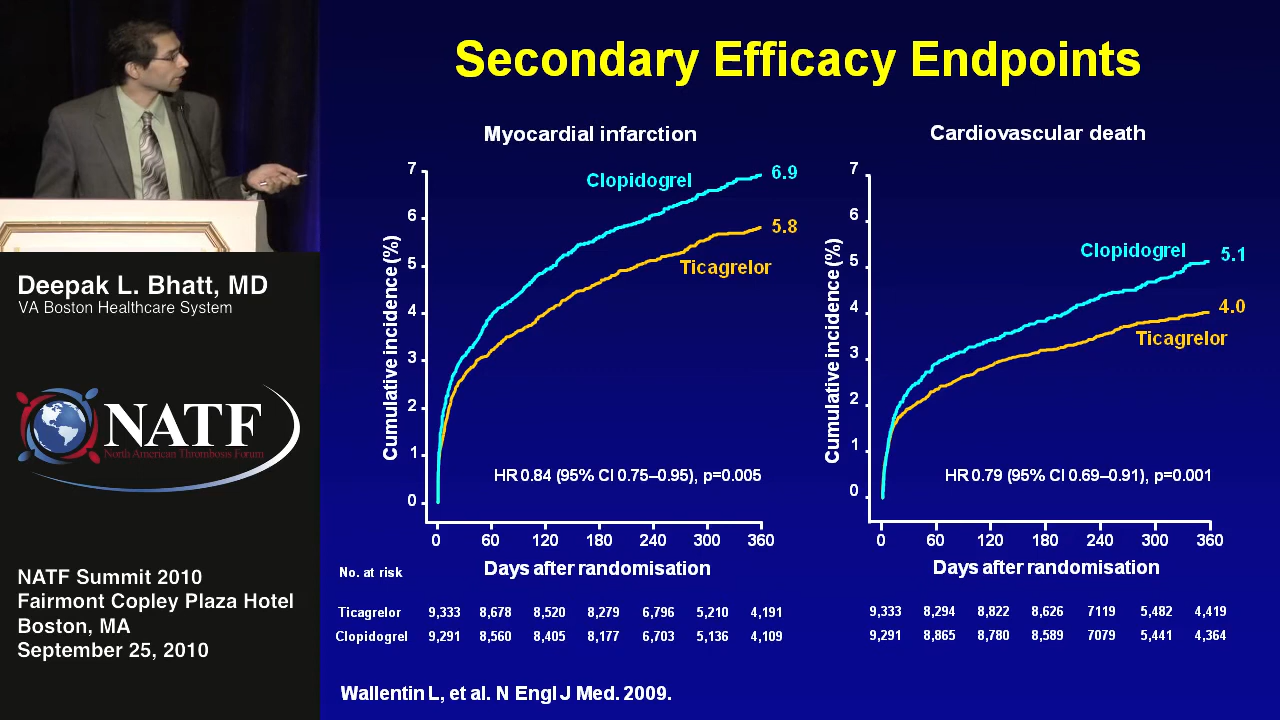 Secondary Efficacy Endpoints
Myocardial infarction
7
6
5
4
3
2
1
0
Cumulative incidence (%)
Clopidogrel
6.9
5.8
Ticagrelor
HR 0.84 (95% CI 0.75–0.95), p=0.005
0 60 120 180 240 300 360
Days after randomisation
Cardiovascular death
7
6
5
4
3
2
1
0
Cumulative incidence (%)
Clopidogrel
5.1
4.0
Ticagrelor
HR 0.79 (95% CI 0.69–0.91), p=0.001
0 60 120 180 240 300 360
Days after randomisation
No. at risk
Ticagrelor 9,333 8,678 8,520 8,279 6,796 5,210 4,191 9,333 8,294 8,822 8,626 7119 5,482 4,419
Clopidogrel 9,291 8,560 8,405 8,177 6,703 5,136 4,109 9,291 8,865 8,780 8,589 7079 5,441 4,364
Wallentin L, et al. N Engl J Med. 2009.
Deepak L. Bhatt, MD
VA Boston Healthcare System
NATF
North American Thrombosis Forum
NATF Summit 2010
Fairmont Copley Plaza Hotel
Boston, MA
September 25, 2010